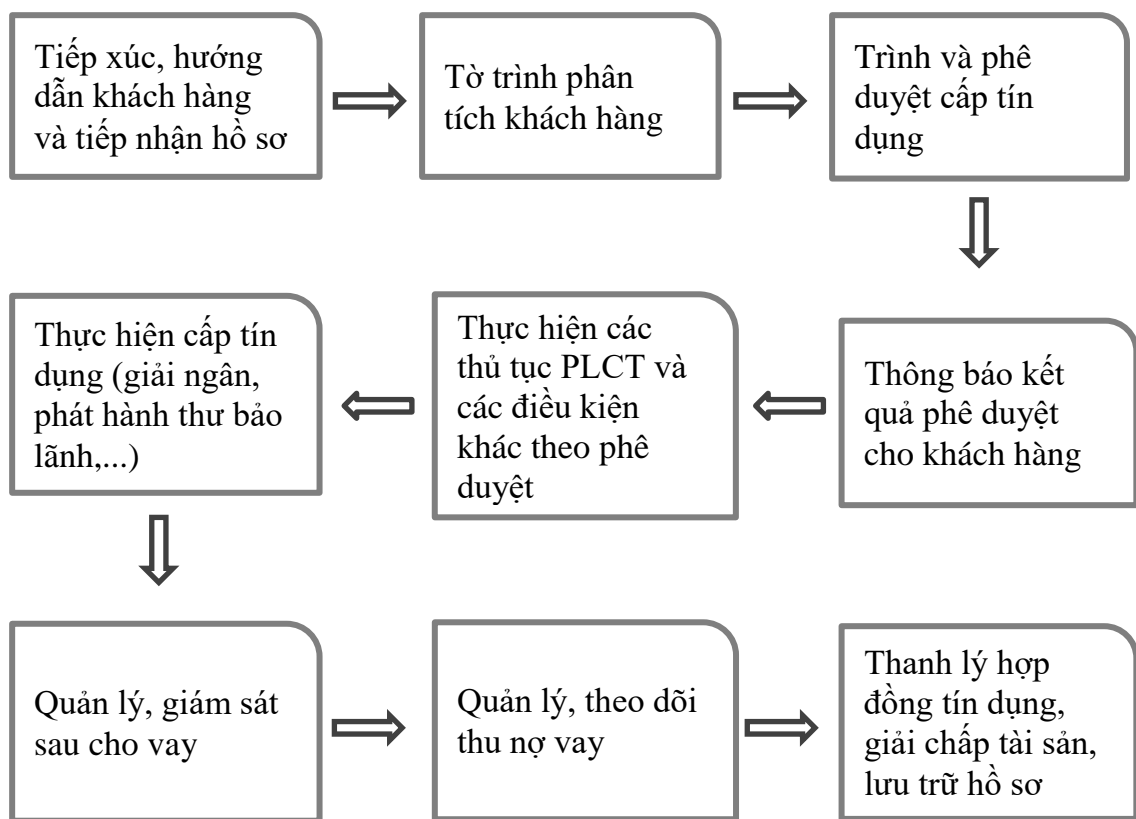 Tiếp xúc, hướng
dẫn khách hàng
và tiếp nhận hồ sơ
Tờ trình phân
tích khách hàng
Trình và phê
duyệt cấp tín
dụng
Thông báo kết
quả phê duyệt
cho khách hàng
Thực hiện các
thủ tục PLCT và
các điều kiện
khác theo phê
duyệt
Thực hiện cấp tín
dụng (giải ngân,
phát hành thư bảo
lãnh,...)
Quản lý, giám sát
sau cho vay
Quản lý, theo dõi
thu nợ vay
Thanh lý hợp
đồng tín dụng,
giải chấp tài sản,
lưu trữ hồ sơ